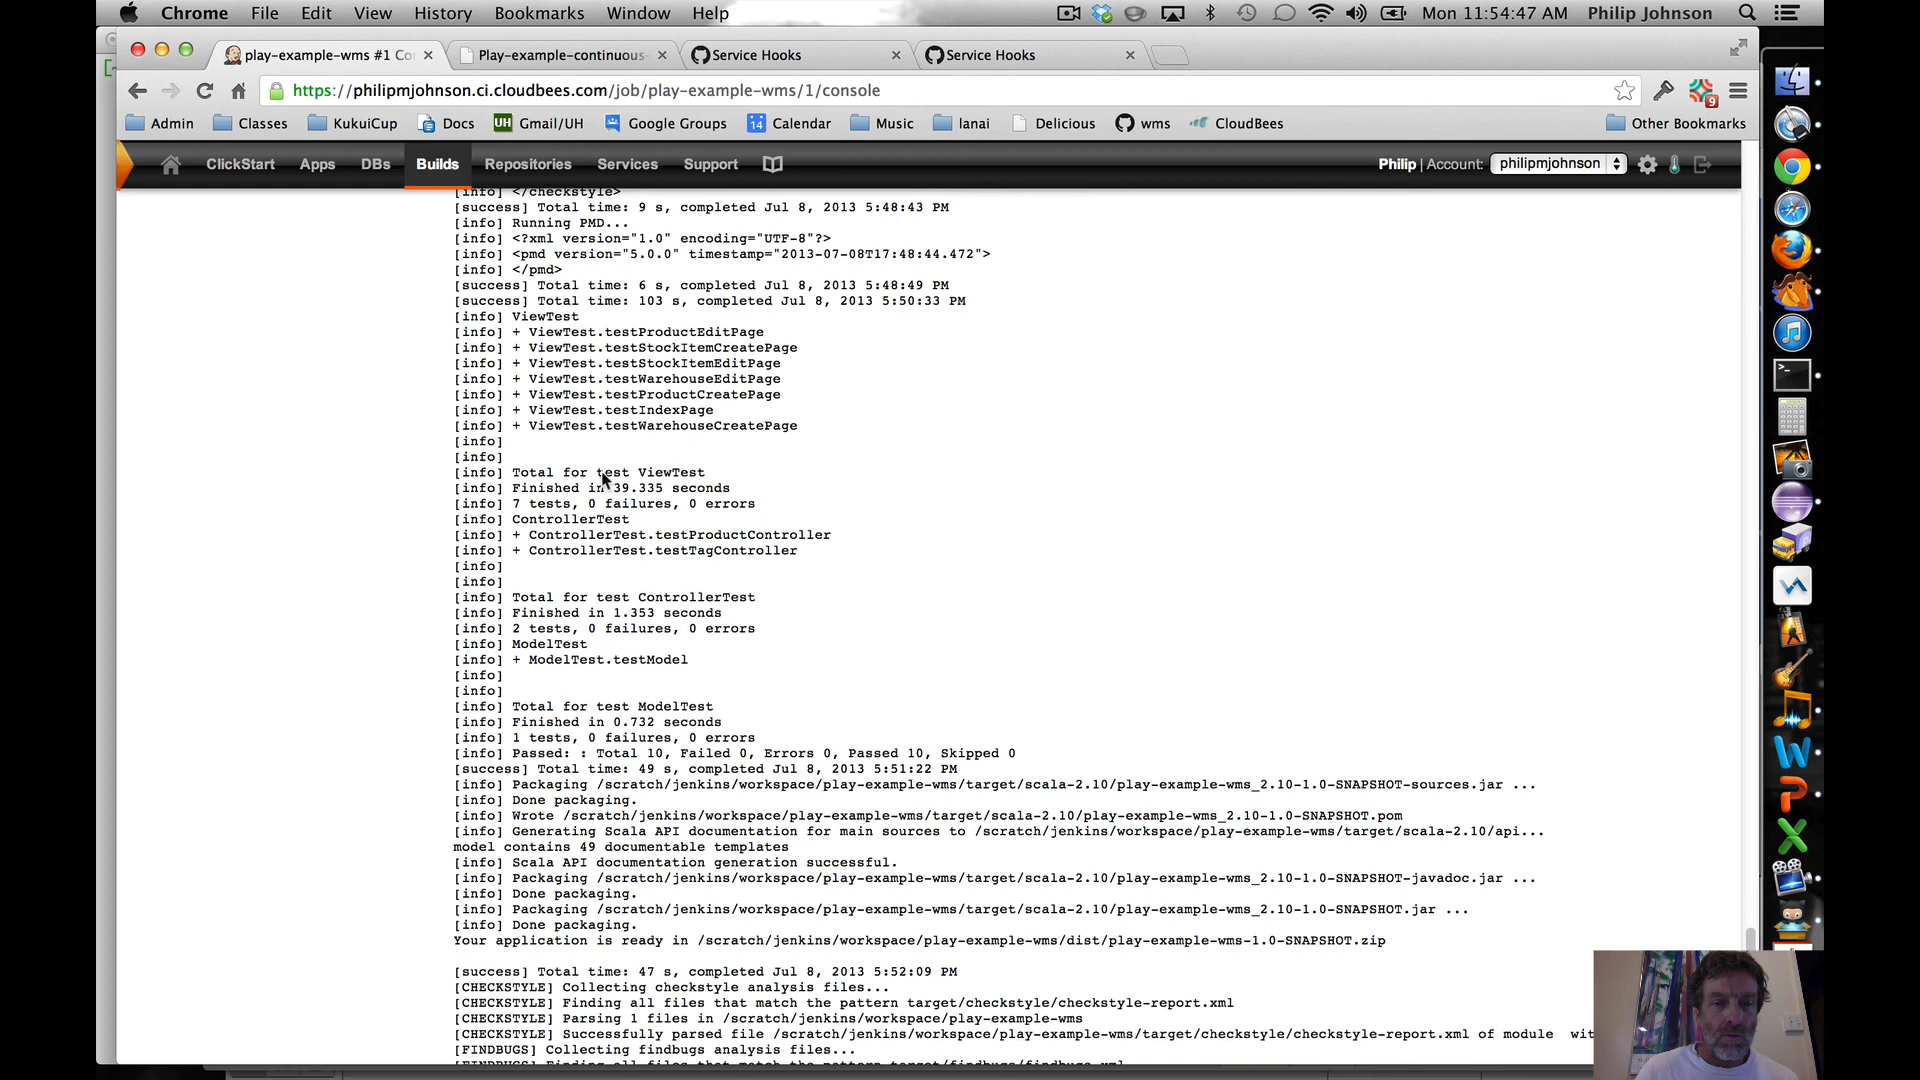 Chrome File Edit View History Bookmarks Window Help Mon 11:54:47 AM Philip Johnson
play-example-wms #1 Co
Play-example-continuous-
Service Hooks
Service Hooks
https://philipmjohnson.ci.cloudbees.com/job/play-example-wms/1/console
9
Admin Classes KukuiCup Docs UH Gmail/UH Google Groups 14 Calendar Music lanai Delicious wms CloudBees Other Bookmarks
ClickStart Apps DBs Builds Repositories Services Support Philip | Account: philipmjohnson
[info] </checkstyle>
[success] Total time: 9 s, completed Jul 8, 2013 5:48:43 PM
[info] Running PMD...
[info] <?xml version="1.0" encoding="UTF-8"?>
[info] <pmd version="5.0.0" timestamp="2013-07-08T17:48:44.472">
[info] </pmd>
[success] Total time: 6 s, completed Jul 8, 2013 5:48:49 PM
[success] Total time: 103 s, completed Jul 8, 2013 5:50:33 PM
[info] ViewTest
[info] + ViewTest.testProductEditPage
[info] + ViewTest.testStockItemCreatePage
[info] + ViewTest.testStockItemEditPage
[info] + ViewTest.testWarehouseEditPage
[info] + ViewTest.testProductCreatePage
[info] + ViewTest.testIndexPage
[info] + ViewTest.testWarehouseCreatePage
[info]
[info]
[info] Total for test ViewTest
[info] Finished in 39.335 seconds
[info] 7 tests, 0 failures, 0 errors
[info] ControllerTest
[info] + ControllerTest.testProductController
[info] + ControllerTest.testTagController
[info]
[info]
[info] Total for test ControllerTest
[info] Finished in 1.353 seconds
[info] 2 tests, 0 failures, 0 errors
[info] ModelTest
[info] + ModelTest.testModel
[info]
[info]
[info] Total for test ModelTest
[info] Finished in 0.732 seconds
[info] 1 tests, 0 failures, 0 errors
[info] Passed: : Total 10, Failed 0, Errors 0, Passed 10, Skipped 0
[success] Total time: 49 s, completed Jul 8, 2013 5:51:22 PM
[info] Packaging /scratch/jenkins/workspace/play-example-wms/target/scala-2.10/play-example-wms_2.10-1.0-SNAPSHOT-sources.jar ...
[info] Done packaging.
[info] Wrote /scratch/jenkins/workspace/play-example-wms/target/scala-2.10/play-example-wms_2.10-1.0-SNAPSHOT.pom
[info] Generating Scala API documentation for main sources to /scratch/jenkins/workspace/play-example-wms/target/scala-2.10/api...
model contains 49 documentable templates
[info] Scala API documentation generation successful.
[info] Packaging /scratch/jenkins/workspace/play-example-wms/target/scala-2.10/play-example-wms_2.10-1.0-SNAPSHOT-javadoc.jar ...
[info] Done packaging.
[info] Packaging /scratch/jenkins/workspace/play-example-wms/target/scala-2.10/play-example-wms_2.10-1.0-SNAPSHOT.jar ...
[info] Done packaging.
Your application is ready in /scratch/jenkins/workspace/play-example-wms/dist/play-example-wms-1.0-SNAPSHOT.zip
[success] Total time: 47 s, completed Jul 8, 2013 5:52:09 PM
[CHECKSTYLE] Collecting checkstyle analysis files...
[CHECKSTYLE] Finding all files that match the pattern target/checkstyle/checkstyle-report.xml
[CHECKSTYLE] Parsing 1 files in /scratch/jenkins/workspace/play-example-wms
[CHECKSTYLE] Successfully parsed file /scratch/jenkins/workspace/play-example-wms/target/checkstyle/checkstyle-report.xml of module wit
[FINDBUGS] Collecting findbugs analysis files...
[FINDBUGS] Finding all files that match the pattern target/findbugs/findbugs.xml